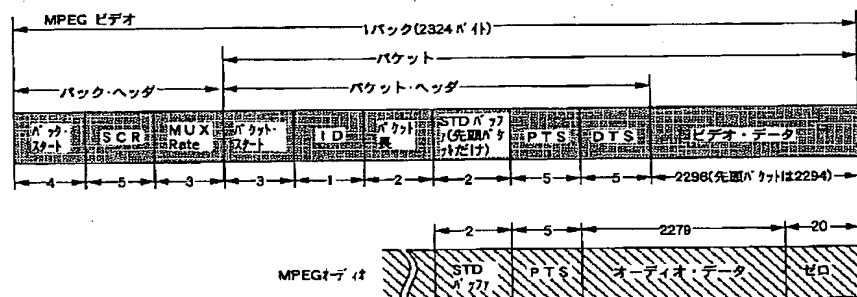 MPEG ビデオ
1パック(2324バイト)
パケット
パック・ヘッダ
パケット・ヘッダ
パック・
スタート
SCR
MUX
Rate
パケット・
スタート
ID
パケット
長
STDバッフ
ァ(先頭パケ
ットだけ)
PTS
DTS
ビデオ・データ
4
5
3
3
1
2
2
5
5
2296(先頭パケットは2294)
2
5
2279
20
MPEGオーディオ
STD
バッファ
PTS
オーディオ・データ
ゼロ